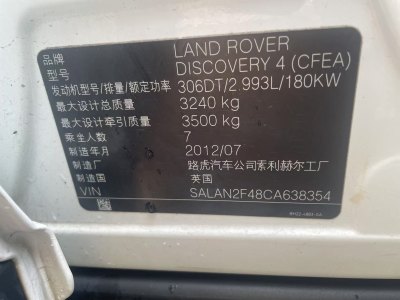 品牌 LAND ROVER
型号 DISCOVERY 4 (CFEA)
发动机型号/排量/额定功率 306DT/2.993L/180KW
最大设计总质量 3240 kg
最大设计牵引质量 3500 kg
乘坐人数 7
制造年月 2012/07
制造厂 路虎汽车公司索利赫尔工厂
制造国 英国
VIN SALAN2F48CA638354